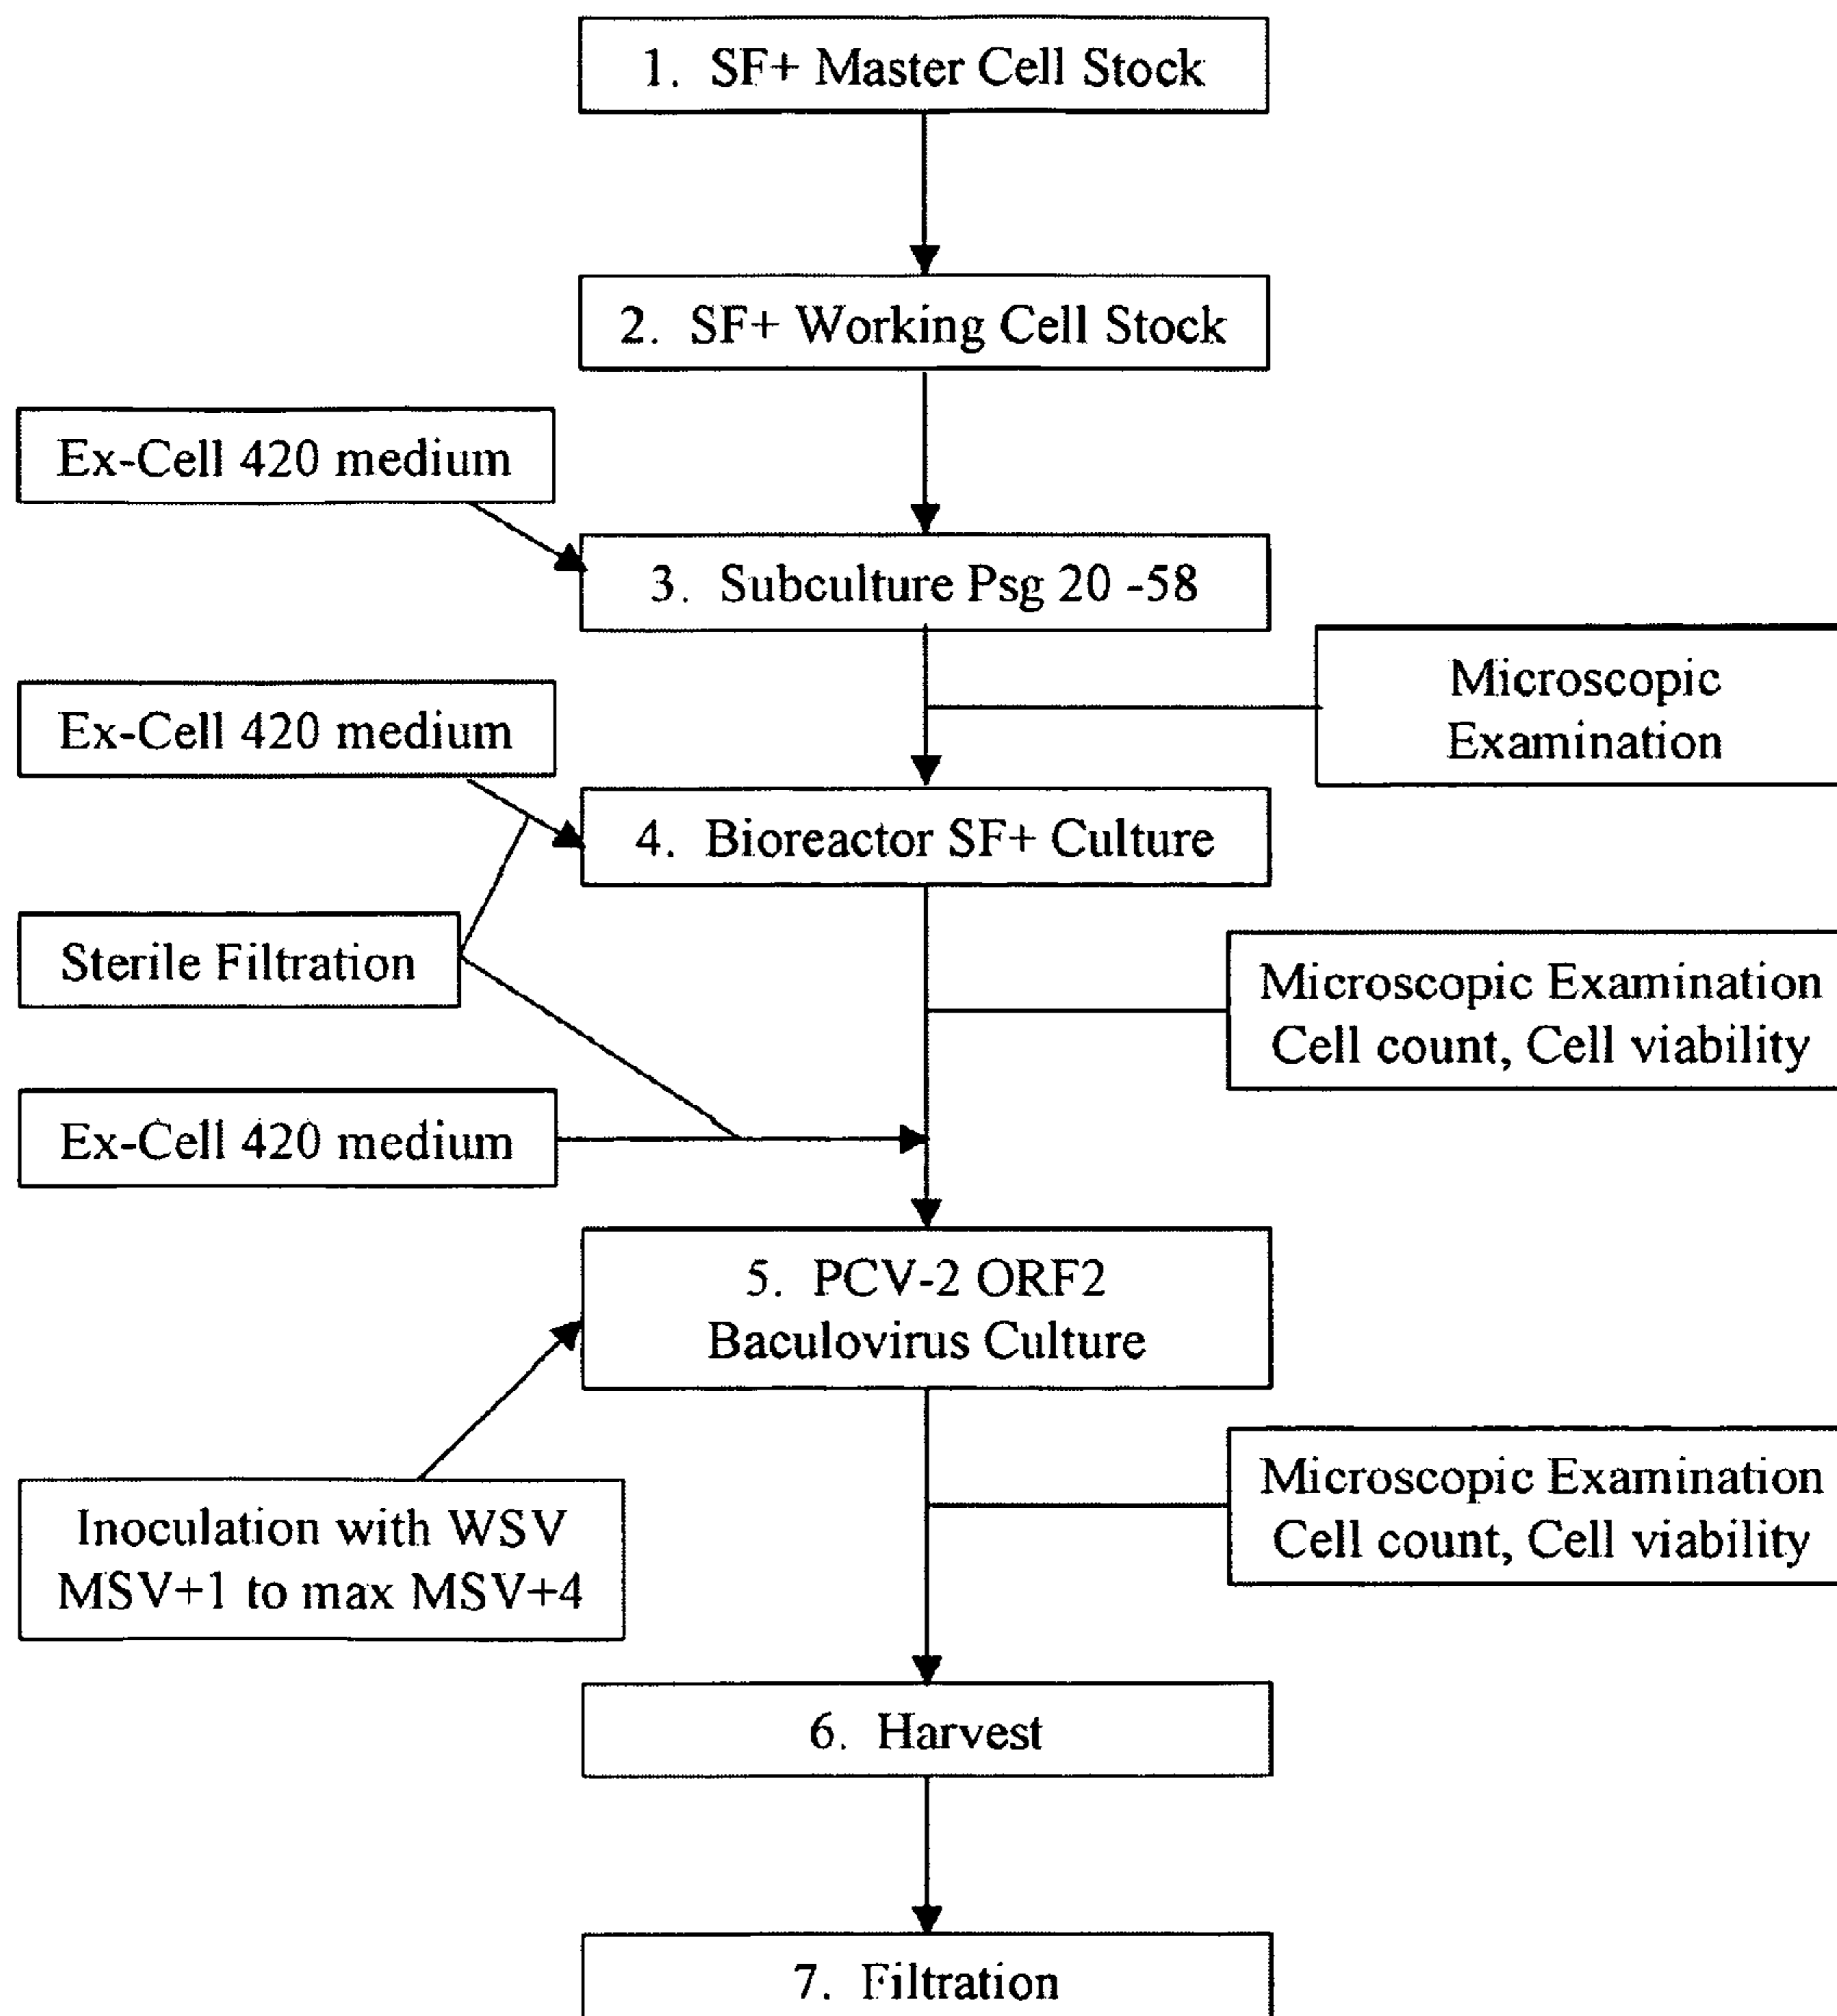 1. SF+ Master Cell Stock
2. SF+ Working Cell Stock
Ex-Cell 420 medium
3. Subculture Psg 20 -58
Microscopic
Examination
Ex-Cell 420 medium
4. Bioreactor SF+ Culture
Sterile Filtration
Microscopic Examination
Cell count, Cell viability
Ex-Cell 420 medium
5. PCV-2 ORF2
Baculovirus Culture
Inoculation with WSV
MSV+1 to max MSV+4
Microscopic Examination
Cell count, Cell viability
6. Harvest
7. Filtration